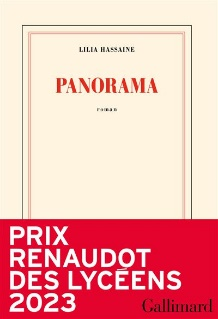 LILIA HASSAINE
PANORAMA
roman
PRIX
RENAUDOT
DES LYCÉENS
2023
Gallimard